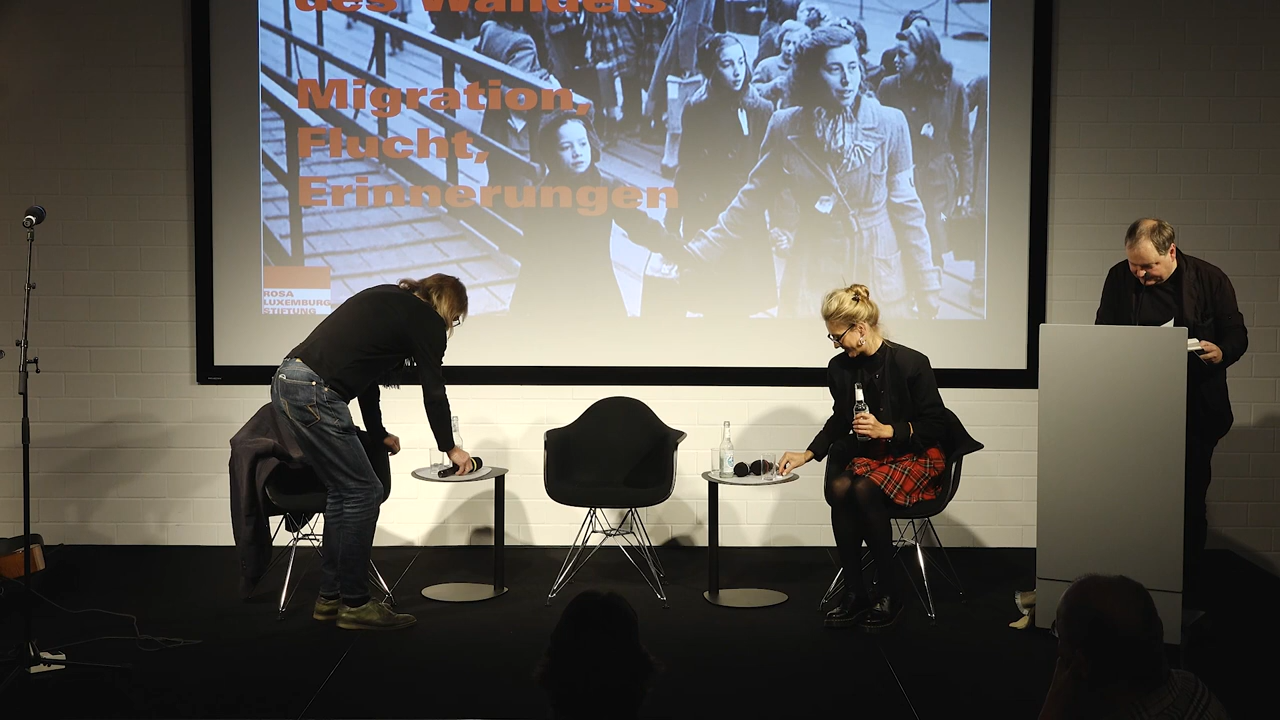 des Wandels
Migration,
Flucht,
Erinnerungen
ROSA
LUXEMBURG
STIFTUNG